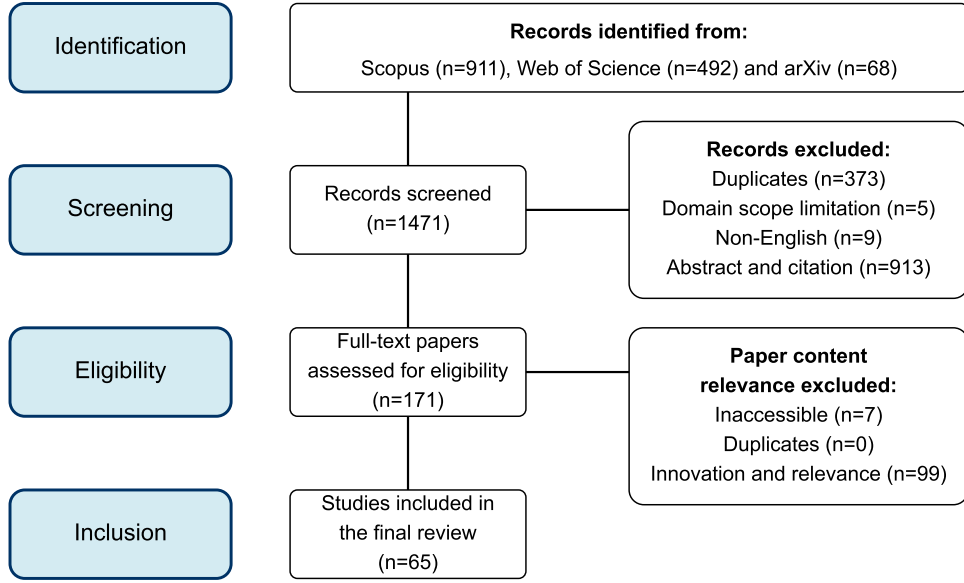 Identification
Records identified from:
Scopus (n=911), Web of Science (n=492) and arXiv (n=68)
Screening
Records screened
(n=1471)
Records excluded:
Duplicates (n=373)
Domain scope limitation (n=5)
Non-English (n=9)
Abstract and citation (n=913)
Eligibility
Full-text papers
assessed for eligibility
(n=171)
Paper content
relevance excluded:
Inaccessible (n=7)
Duplicates (n=0)
Innovation and relevance (n=99)
Inclusion
Studies included in
the final review
(n=65)